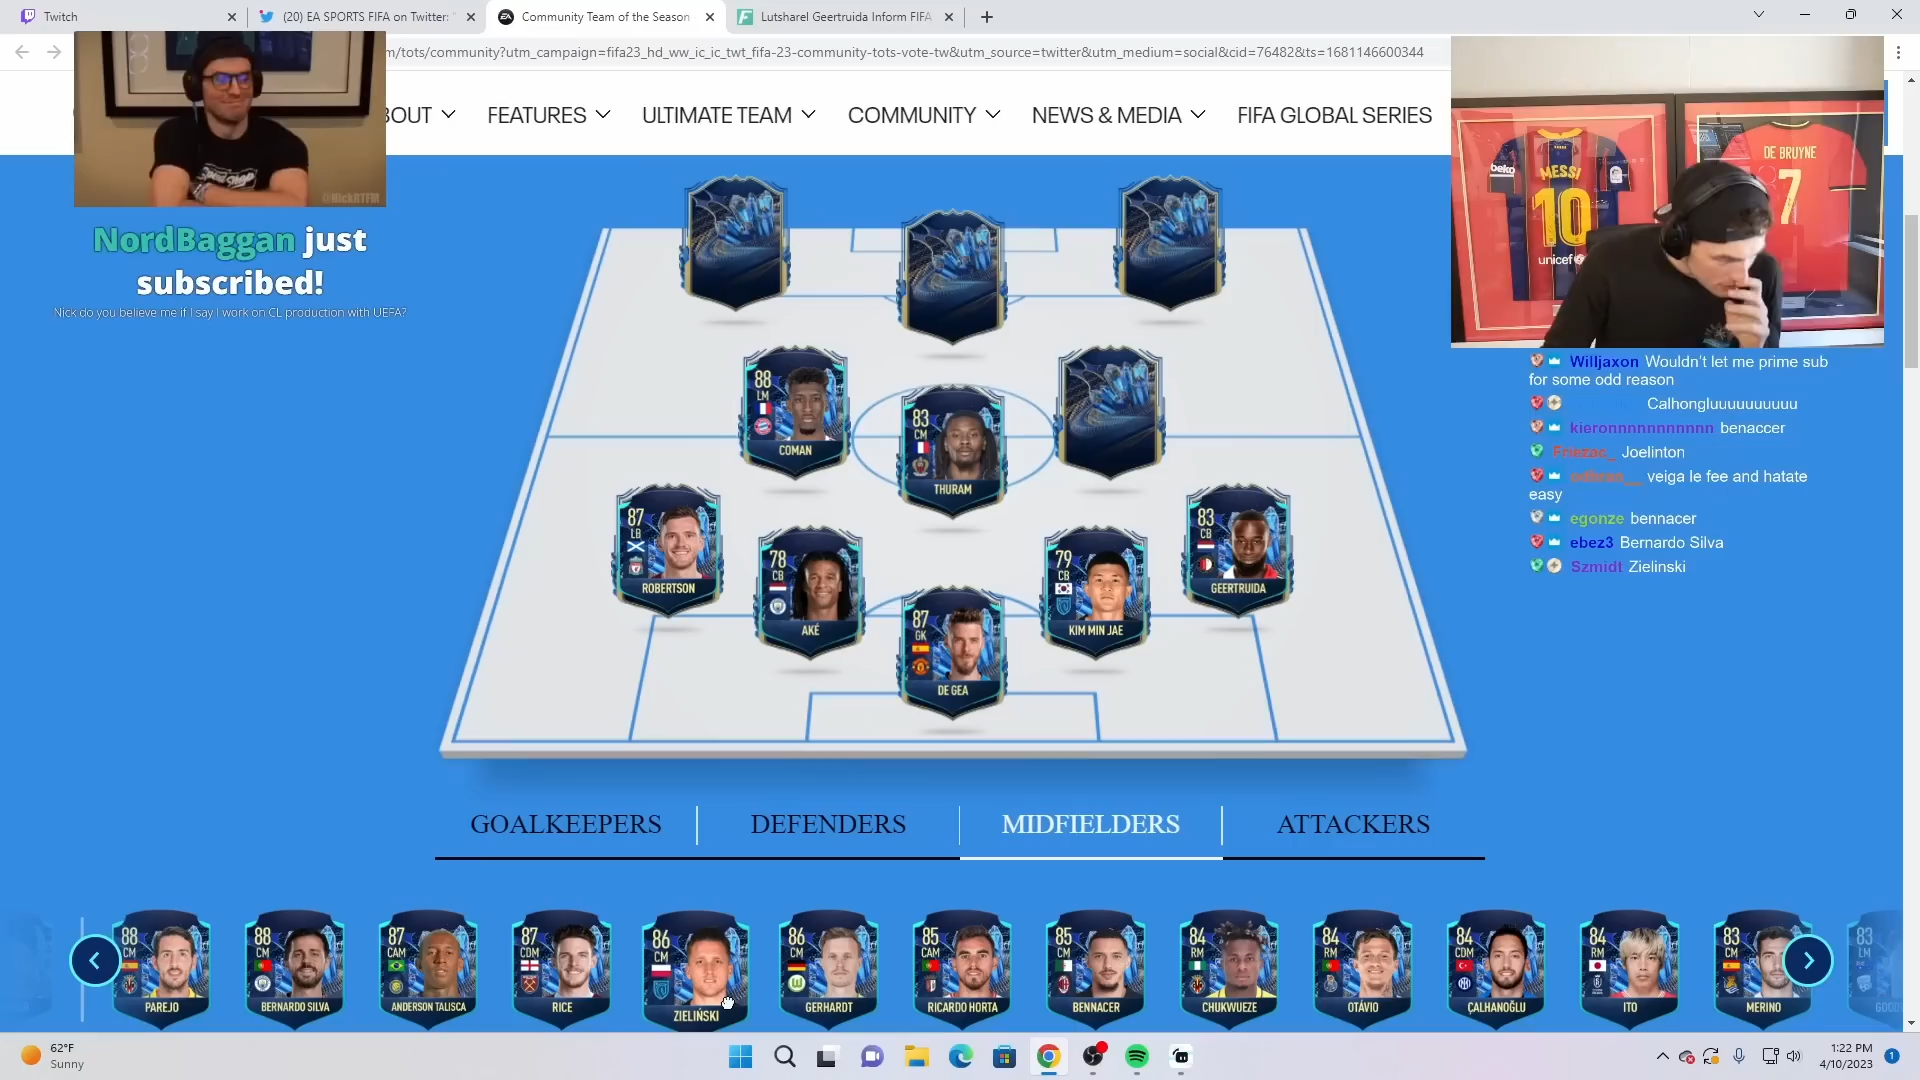 Twitch
(20) EA SPORTS FIFA on Twitter: "
Community Team of the Season
Lutsharel Geertruida Inform FIFA
m/tots/community?utm_campaign=fifa23_hd_ww_ic_ic_twt_fifa-23-community-tots-vote-tw&utm_source=twitter&utm_medium=social&cid=76482&ts=1681146600344
BOUT
FEATURES
ULTIMATE TEAM
COMMUNITY
NEWS & MEDIA
FIFA GLOBAL SERIES
@NickRTFM
NordBaggan just
subscribed!
Nick do you believe me if I say I work on CL production with UEFA?
beko
MESSI
10
unicef
DE BRUYNE
7
Willjaxon Wouldn't let me prime sub
for some odd reason
Calhongluuuuuuuuu
kieronnnnnnnnnnn benaccer
Friezac_ Joelinton
veiga le fee and hatate
easy
egonze bennacer
ebez3 Bernardo Silva
Szmidt Zielinski
88
LM
COMAN
83
CM
THURAM
87
LB
ROBERTSON
78
CB
AKÉ
87
GK
DE GEA
79
CB
KIM MIN JAE
83
CB
GEERTRUIDA
GOALKEEPERS
DEFENDERS
MIDFIELDERS
ATTACKERS
88
CM
PAREJO
88
CM
BERNARDO SILVA
87
CAM
ANDERSON TALISCA
87
CDM
RICE
86
CM
ZIELIŃSKI
86
CM
GERHARDT
85
CAM
RICARDO HORTA
85
CM
BENNACER
84
RM
CHUKWUEZE
84
RM
OTÁVIO
84
CDM
ÇALHANOĞLU
84
RM
ITO
83
CM
MERINO
83
LM
62°F
Sunny
1:22 PM
4/10/2023
1